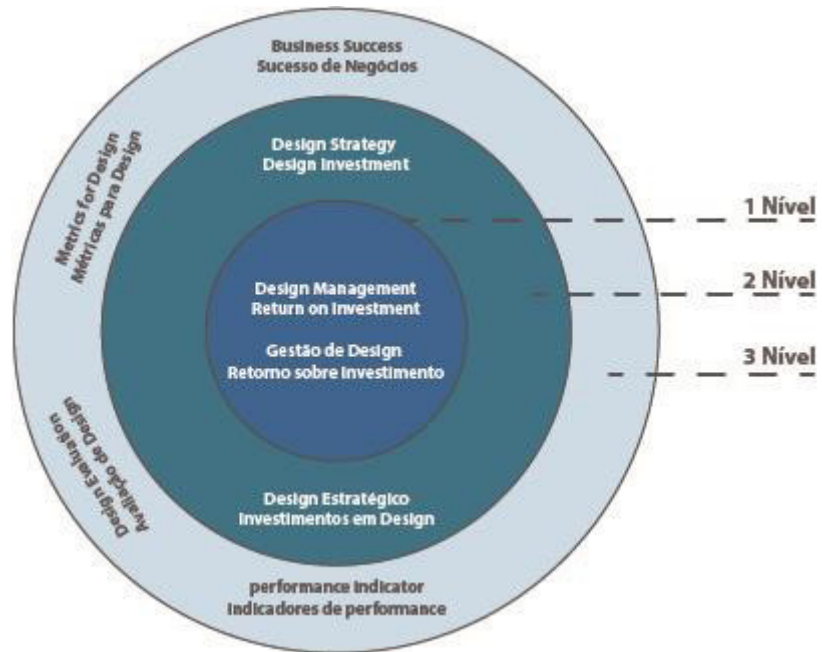 Business Success
Sucesso de Negócios
Metrics for Design
Métricas para Design
Design Strategy
Design Investment
1 Nível
Design Management
Return on Investment
2 Nível
Gestão de Design
Retorno sobre Investimento
3 Nível
Design Evaluation
Avaliação de Design
Design Estratégico
Investimentos em Design
performance indicator
Indicadores de performance